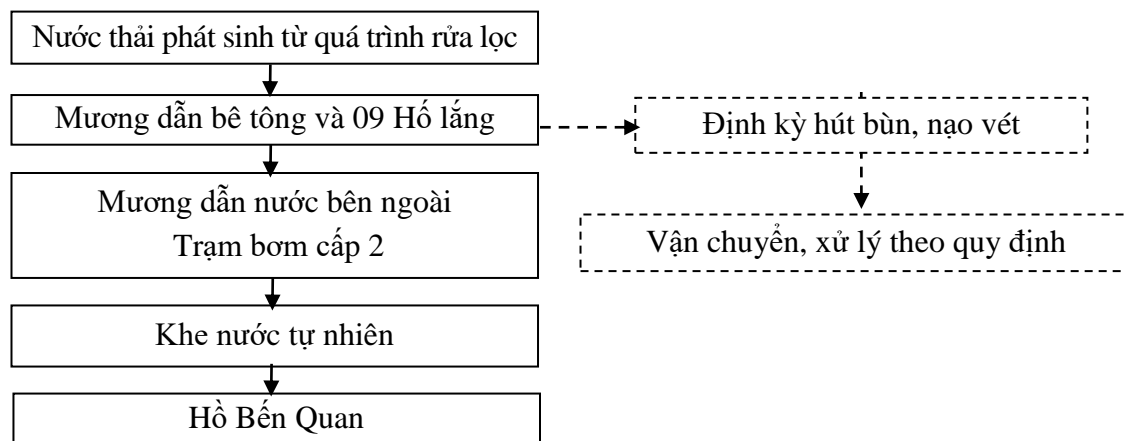 Nước thải phát sinh từ quá trình rửa lọc
Mương dẫn bê tông và 09 Hố lắng
Định kỳ hút bùn, nạo vét
Mương dẫn nước bên ngoài
Trạm bơm cấp 2
Vận chuyển, xử lý theo quy định
Khe nước tự nhiên
Hồ Bến Quan